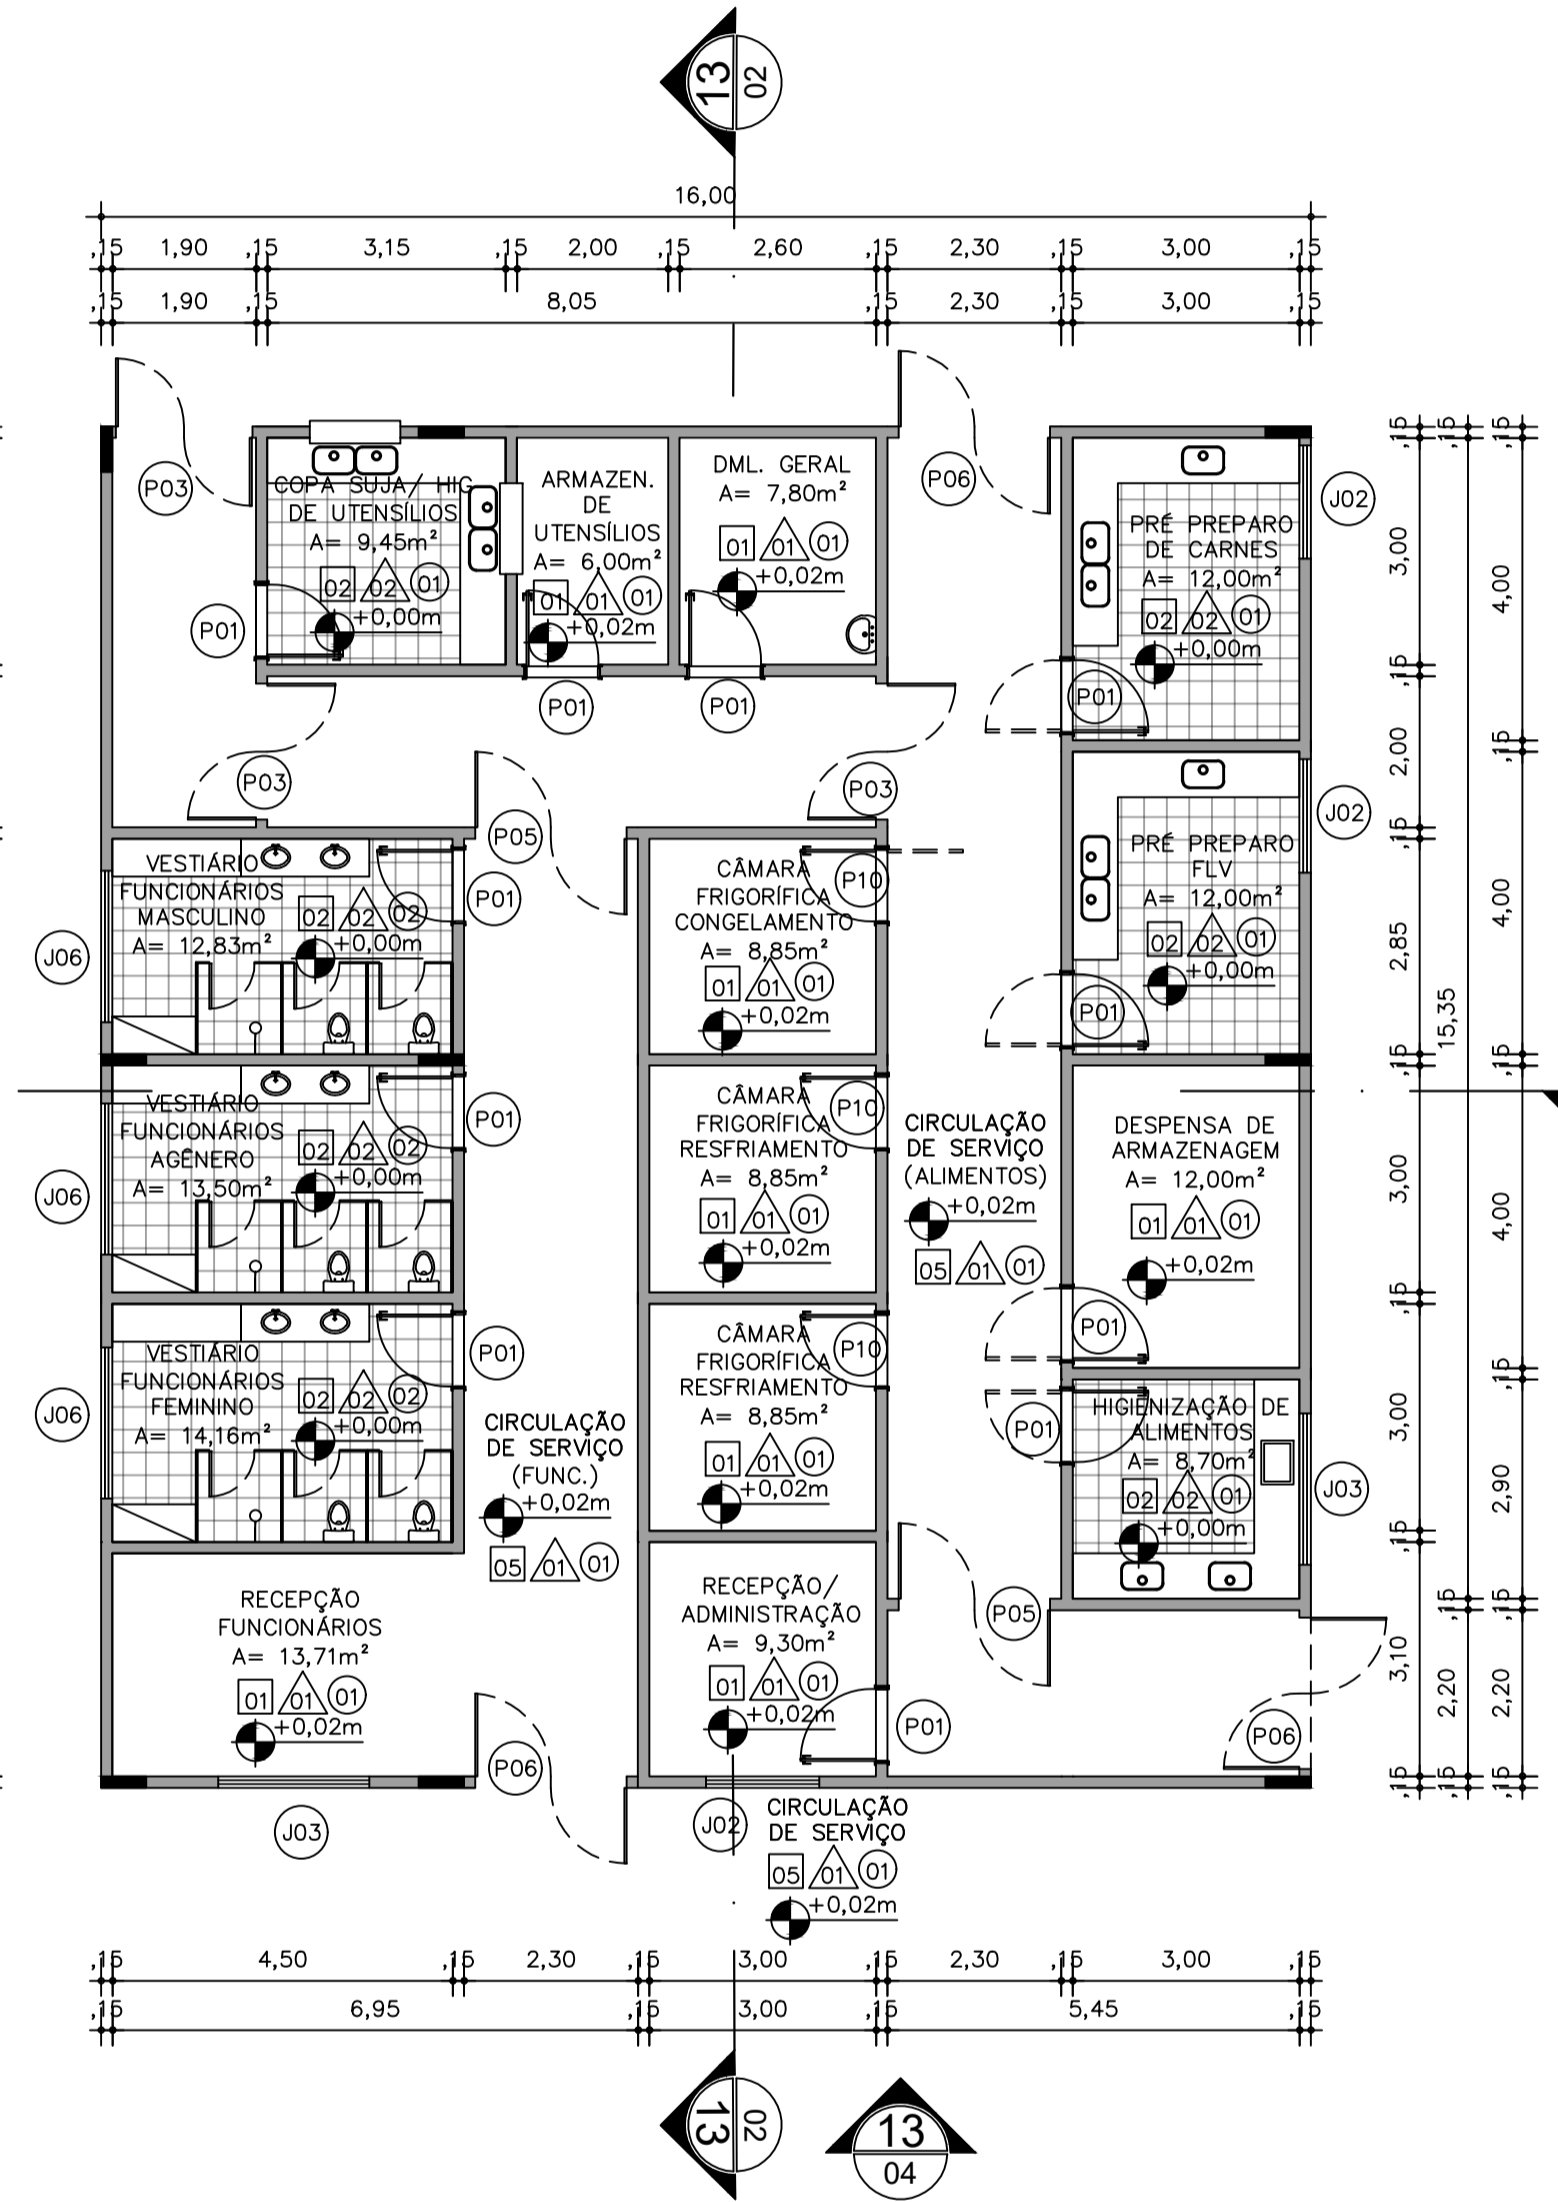 13
02
16,00
,15 1,90 ,15 3,15 ,15 2,00 ,15 2,60 ,15 2,30 ,15 3,00 ,15
,15 1,90 ,15 8,05 ,15 2,30 ,15 3,00 ,15
P03
COPA SUJA/ HIG
DE UTENSÍLIOS
A= 9,45m²
02 02 01
+0,00m
P01
ARMAZEN.
DE
UTENSÍLIOS
A= 6,00m²
01 01 01
+0,02m
P01
DML. GERAL
A= 7,80m²
01 01 01
+0,02m
P01
P06
PRÉ PREPARO
DE CARNES
A= 12,00m²
02 02 01
+0,00m
P01
J02
P03
P05
P03
PRÉ PREPARO
FLV
A= 12,00m²
02 02 01
+0,00m
P01
J02
VESTIÁRIO
FUNCIONÁRIOS
MASCULINO
A= 12,83m²
02 02 02
+0,00m
P01
J06
CÂMARA
FRIGORÍFICA
CONGELAMENTO
A= 8,85m²
01 01 01
+0,02m
P10
VESTIÁRIO
FUNCIONÁRIOS
AGÊNERO
A= 13,50m²
02 02 02
+0,00m
P01
J06
CÂMARA
FRIGORÍFICA
RESFRIAMENTO
A= 8,85m²
01 01 01
+0,02m
P10
CIRCULAÇÃO
DE SERVIÇO
(ALIMENTOS)
+0,02m
05 01 01
DESPENSA DE
ARMAZENAGEM
A= 12,00m²
01 01 01
+0,02m
P01
VESTIÁRIO
FUNCIONÁRIOS
FEMININO
A= 14,16m²
02 02 02
+0,00m
P01
J06
CIRCULAÇÃO
DE SERVIÇO
(FUNC.)
+0,02m
05 01 01
CÂMARA
FRIGORÍFICA
RESFRIAMENTO
A= 8,85m²
01 01 01
+0,02m
P10
HIGIENIZAÇÃO DE
ALIMENTOS
A= 8,70m²
02 02 01
+0,00m
P01
J03
RECEPÇÃO
FUNCIONÁRIOS
A= 13,71m²
01 01 01
+0,02m
J03
P06
RECEPÇÃO/
ADMINISTRAÇÃO
A= 9,30m²
01 01 01
+0,02m
P01
J02
P05
P06
CIRCULAÇÃO
DE SERVIÇO
05 01 01
+0,02m
,15 3,00 ,15 2,00 ,15 2,85 ,15 3,00 ,15 3,00 ,15 3,10 ,15
,15 15,35 ,15 2,20 ,15
,15 4,00 ,15 4,00 ,15 4,00 ,15 2,90 ,15 2,20 ,15
,15 4,50 ,15 2,30 ,15 3,00 ,15 2,30 ,15 3,00 ,15
,15 6,95 ,15 3,00 ,15 5,45 ,15
13
02
13
04